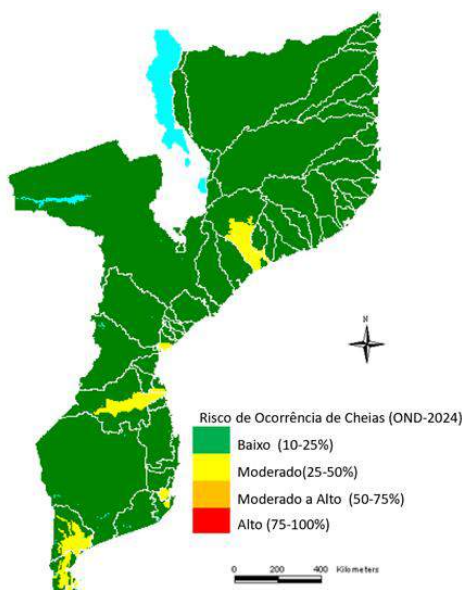 N
Risco de Ocorrência de Cheias (OND-2024)
Baixo (10-25%)
Moderado(25-50%)
Moderado a Alto (50-75%)
Alto (75-100%)
0 200 400 Kilometers